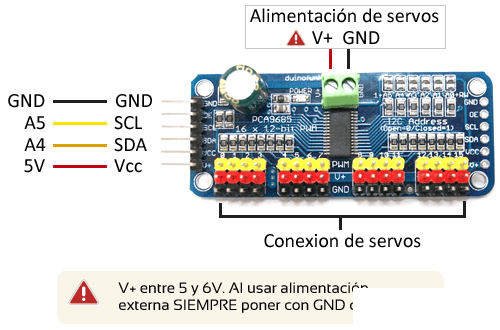 Alimentación de servos
V+ GND
GND GND
A5 SCL
A4 SDA
5V Vcc
POWER
PCA9685
16 x 12-bit PWM
I2C Address
(Open=0/Closed=1)
GND
OE
SCL
SDA
VCC
V+
PWM
V+
GND
Conexion de servos
V+ entre 5 y 6V. Al usar alimentación
externa SIEMPRE poner con GND